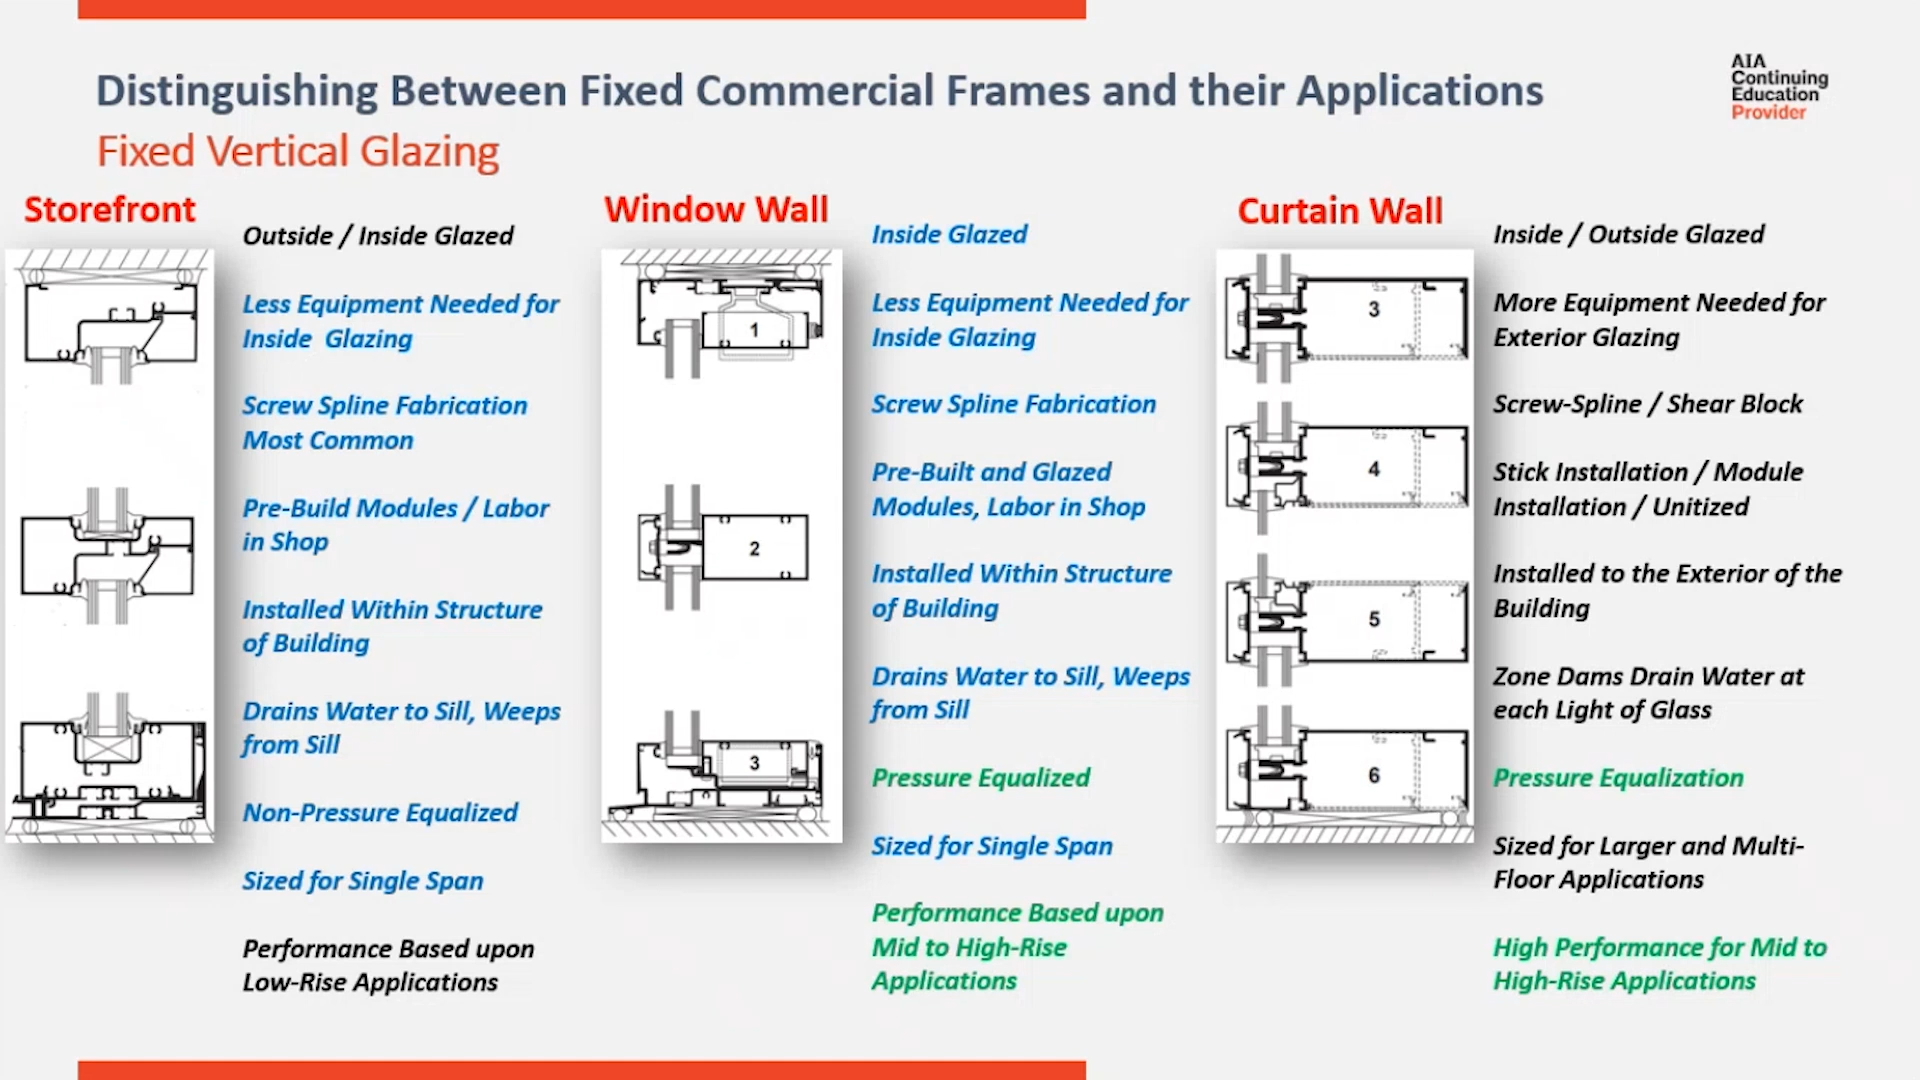 Distinguishing Between Fixed Commercial Frames and their Applications
AIA
Continuing
Education
Provider
Fixed Vertical Glazing
Storefront
Outside / Inside Glazed
Less Equipment Needed for
Inside Glazing
Screw Spline Fabrication
Most Common
Pre-Build Modules / Labor
in Shop
Installed Within Structure
of Building
Drains Water to Sill, Weeps
from Sill
Non-Pressure Equalized
Sized for Single Span
Performance Based upon
Low-Rise Applications
Window Wall
1
2
3
Inside Glazed
Less Equipment Needed for
Inside Glazing
Screw Spline Fabrication
Pre-Built and Glazed
Modules, Labor in Shop
Installed Within Structure
of Building
Drains Water to Sill, Weeps
from Sill
Pressure Equalized
Sized for Single Span
Performance Based upon
Mid to High-Rise
Applications
Curtain Wall
3
4
5
6
Inside / Outside Glazed
More Equipment Needed for
Exterior Glazing
Screw-Spline / Shear Block
Stick Installation / Module
Installation / Unitized
Installed to the Exterior of the
Building
Zone Dams Drain Water at
each Light of Glass
Pressure Equalization
Sized for Larger and Multi-
Floor Applications
High Performance for Mid to
High-Rise Applications